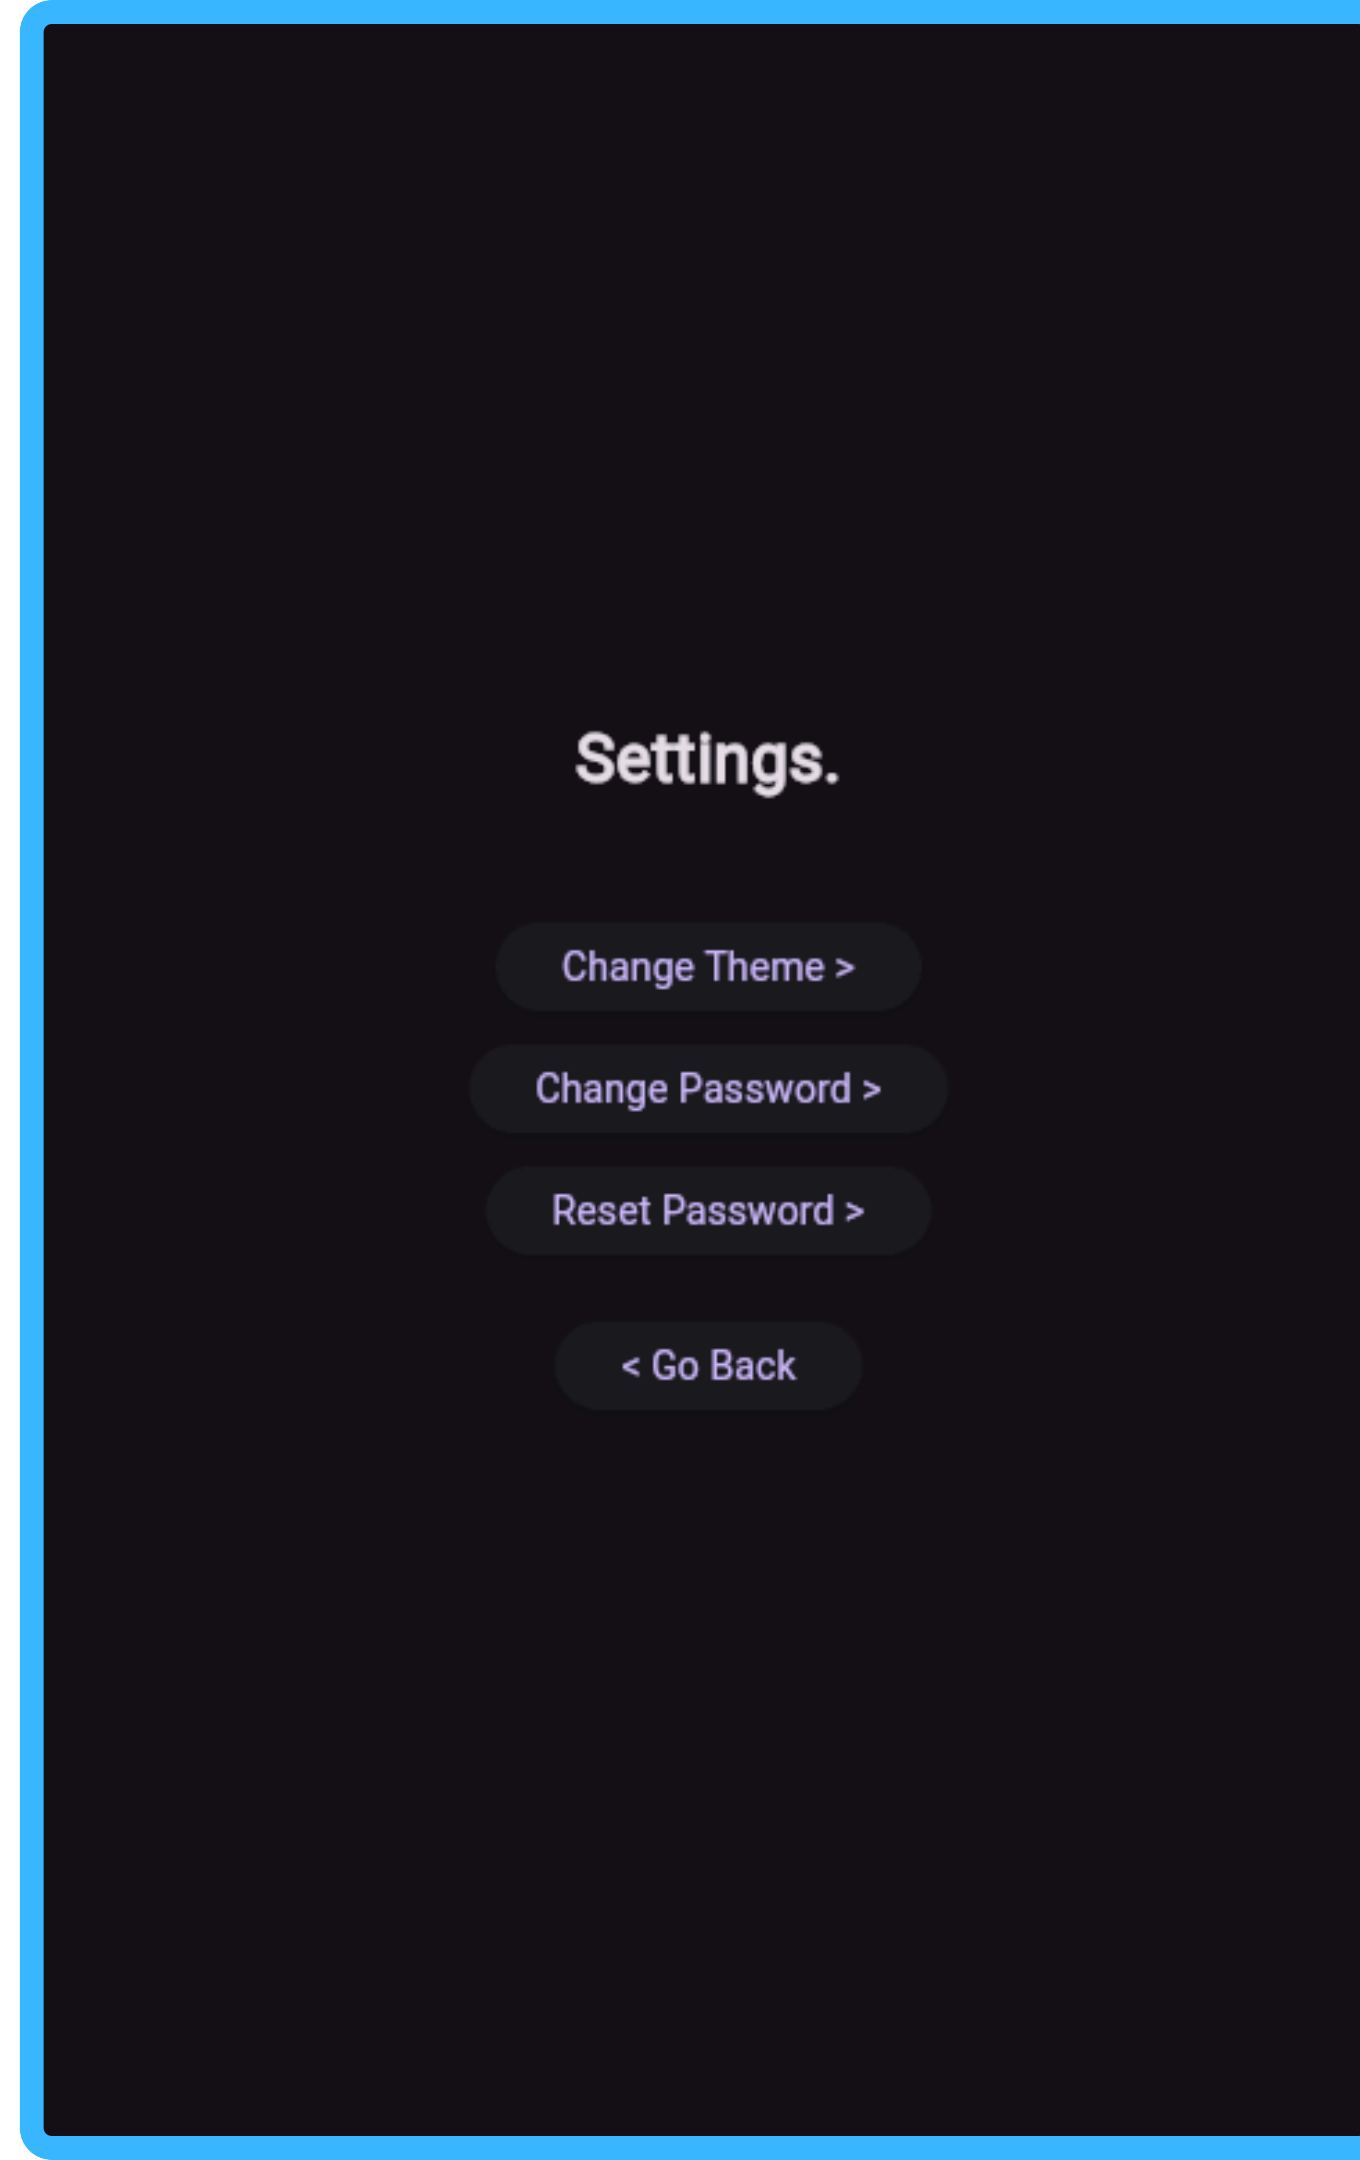 Settings.
Change Theme >
Change Password >
Reset Password >
< Go Back